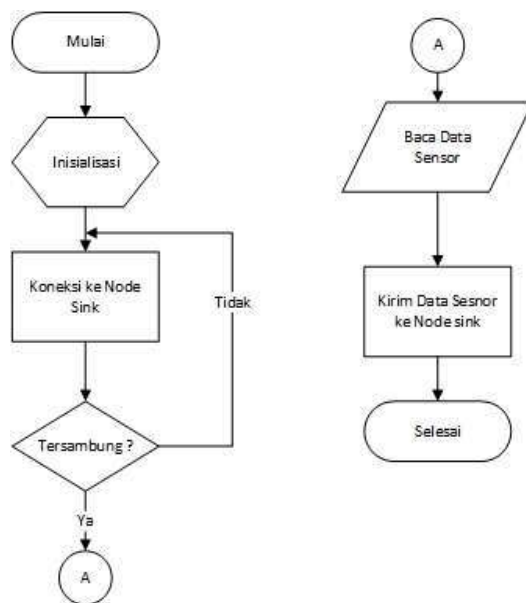 Mulai
Inisialisasi
Koneksi ke Node
Sink
Tidak
Tersambung ?
Ya
A
A
Baca Data
Sensor
Kirim Data Sesnor
ke Node sink
Selesai